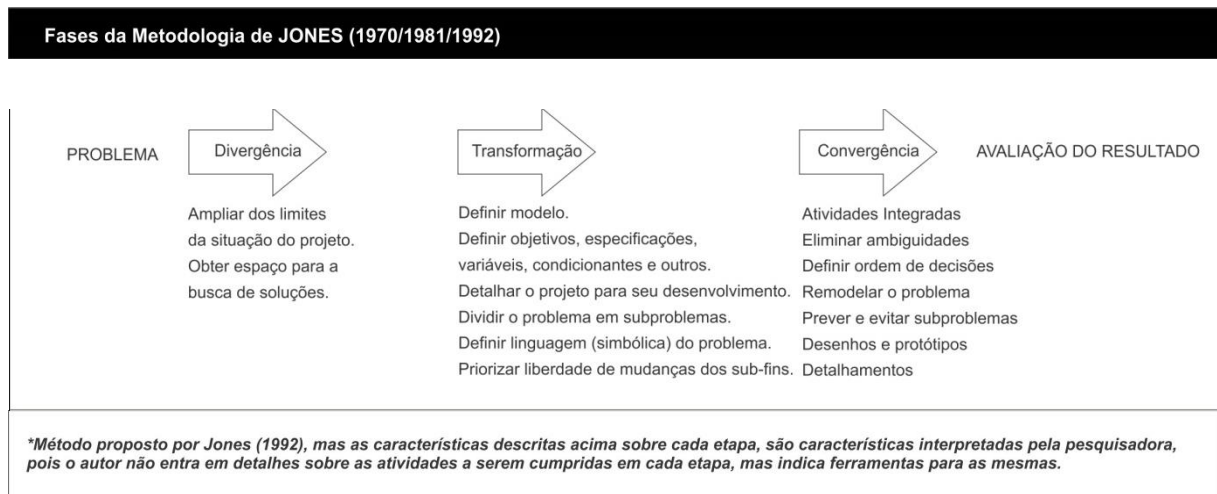 Fases da Metodologia de JONES (1970/1981/1992)
PROBLEMA
Divergência
Ampliar dos limites
da situação do projeto.
Obter espaço para a
busca de soluções.
Transformação
Definir modelo.
Definir objetivos, especificações,
variáveis, condicionantes e outros.
Detalhar o projeto para seu desenvolvimento.
Dividir o problema em subproblemas.
Definir linguagem (simbólica) do problema.
Priorizar liberdade de mudanças dos sub-fins.
Convergência
Atividades Integradas
Eliminar ambiguidades
Definir ordem de decisões
Remodelar o problema
Prever e evitar subproblemas
Desenhos e protótipos
Detalhamentos
AVALIAÇÃO DO RESULTADO
*Método proposto por Jones (1992), mas as características descritas acima sobre cada etapa, são características interpretadas pela pesquisadora,
pois o autor não entra em detalhes sobre as atividades a serem cumpridas em cada etapa, mas indica ferramentas para as mesmas.